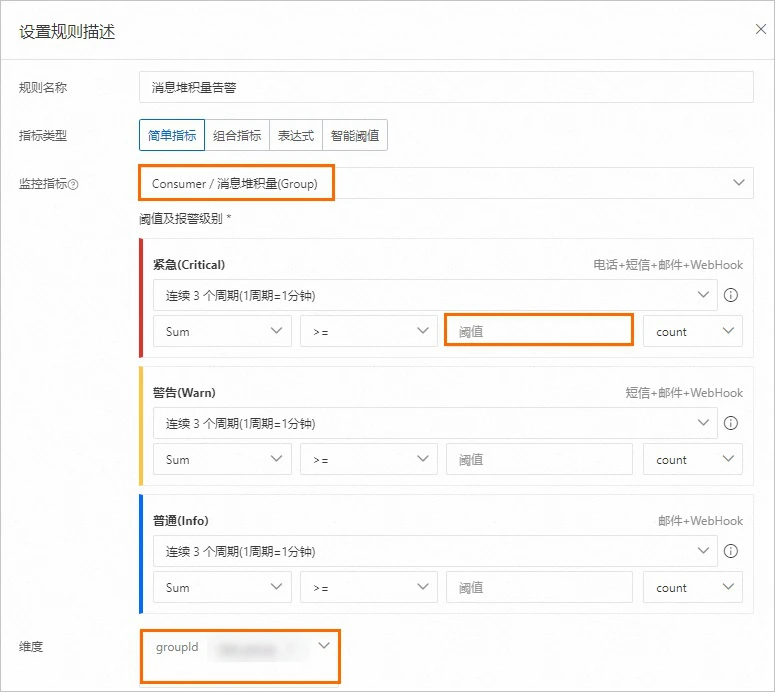 设置规则描述
规则名称 消息堆积量告警
指标类型 简单指标 组合指标 表达式 智能阈值
监控指标 Consumer / 消息堆积量(Group)
阈值及报警级别 *
紧急(Critical) 电话+短信+邮件+WebHook
连续 3 个周期(1周期=1分钟)
Sum >= 阈值 count
警告(Warn) 短信+邮件+WebHook
连续 3 个周期(1周期=1分钟)
Sum >= 阈值 count
普通(Info) 邮件+WebHook
连续 3 个周期(1周期=1分钟)
Sum >= 阈值 count
维度 groupId